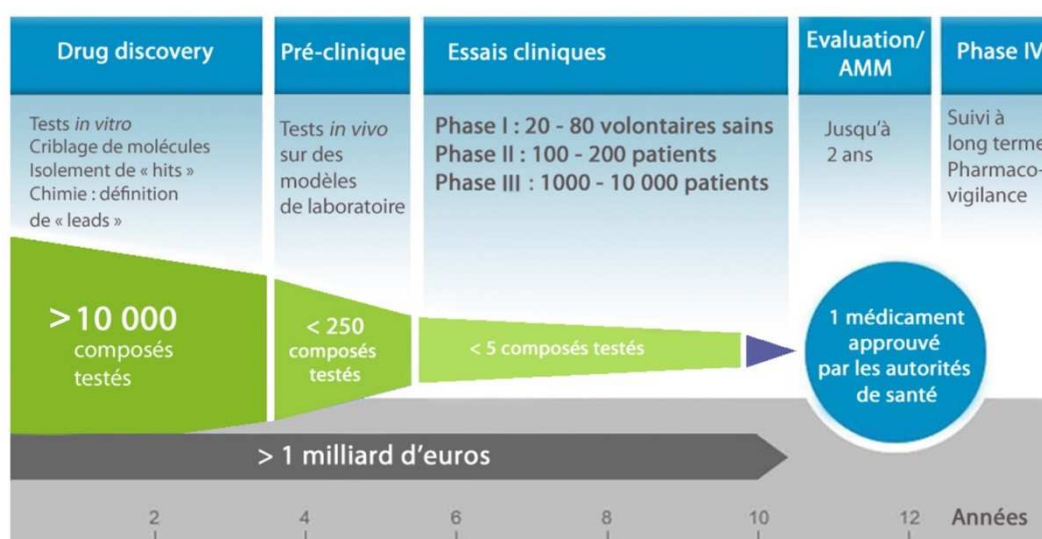 Drug discovery
Tests in vitro
Criblage de molécules
Isolement de « hits »
Chimie : définition
de « leads »
Pré-clinique
Tests in vivo
sur des
modèles
de laboratoire
Essais cliniques
Phase I : 20 - 80 volontaires sains
Phase II : 100 - 200 patients
Phase III : 1000 - 10 000 patients
Evaluation/
AMM
Jusqu'à
2 ans
Phase IV
Suivi à
long terme
Pharmaco-
vigilance
> 10 000
composés
testés
< 250
composés
testés
< 5 composés testés
1 médicament
approuvé
par les autorités
de santé
> 1 milliard d'euros
2 4 6 8 10 12 Années